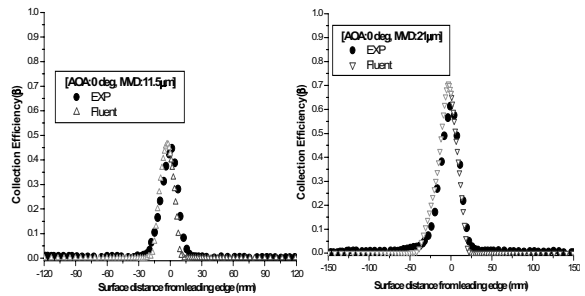 [AOA:0 deg, MVD:11.5μm]
EXP
Fluent
Collection Efficiency(β)
1.0
0.9
0.8
0.7
0.6
0.5
0.4
0.3
0.2
0.1
0.0
-120 -90 -60 -30 0 30 60 90 120
Surface distance from leading edge (mm)
[AOA:0 deg, MVD:21μm]
EXP
Fluent
Collection Efficiency(β)
1.0
0.9
0.8
0.7
0.6
0.5
0.4
0.3
0.2
0.1
0.0
-150 -100 -50 0 50 100 150
Surface distance from leading edge (mm)